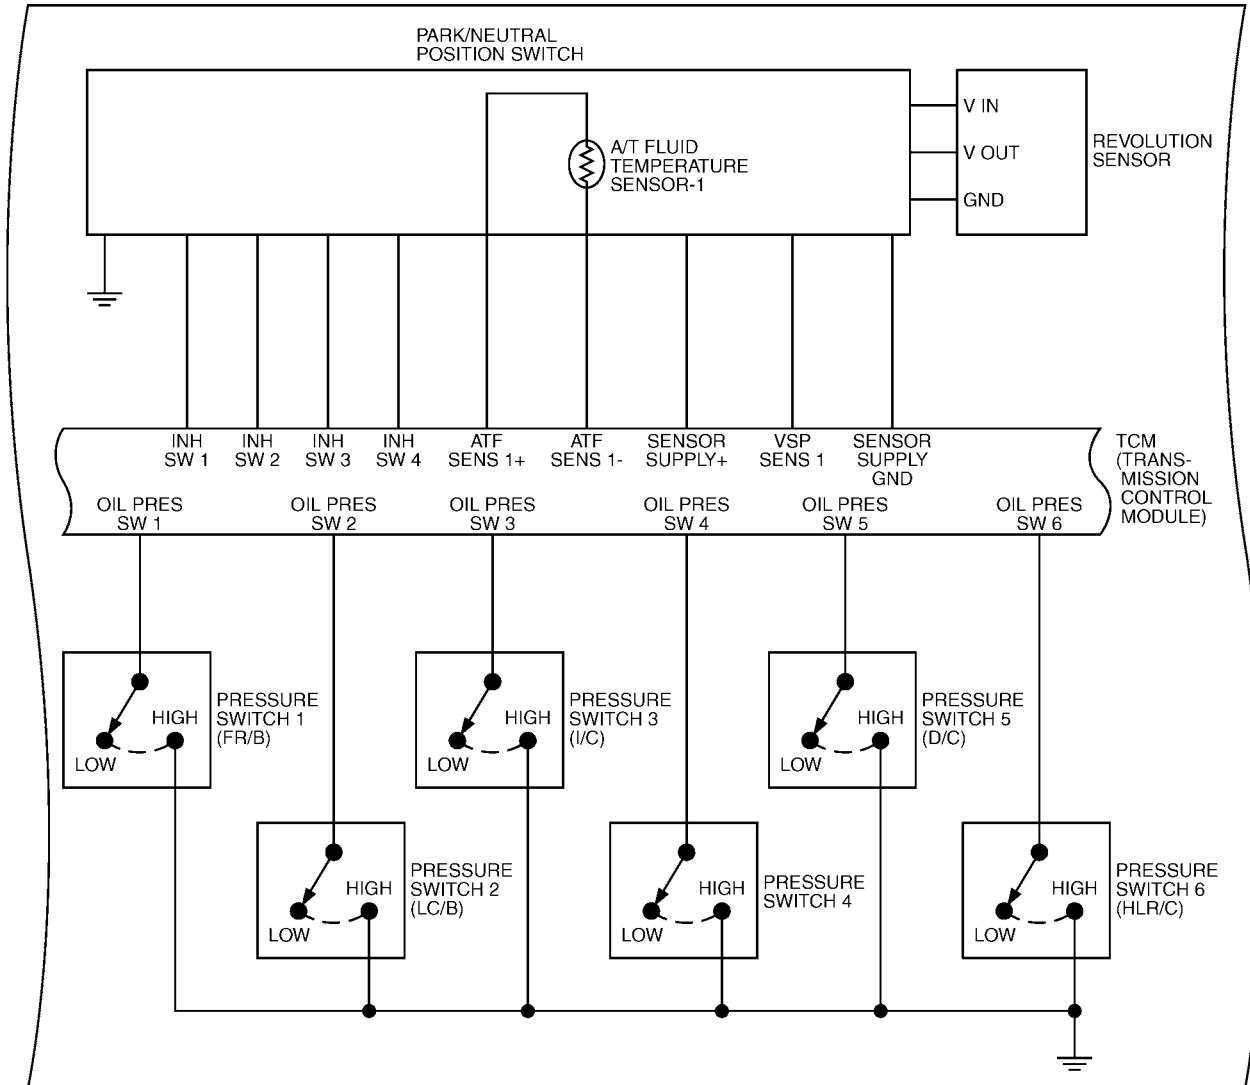 PARK/NEUTRAL
POSITION SWITCH
V IN
V OUT
GND
REVOLUTION
SENSOR
A/T FLUID
TEMPERATURE
SENSOR-1
INH
SW 1
INH
SW 2
INH
SW 3
INH
SW 4
ATF
SENS 1+
ATF
SENS 1-
SENSOR
SUPPLY+
VSP
SENS 1
SENSOR
SUPPLY
GND
TCM
(TRANS-
MISSION
CONTROL
MODULE)
OIL PRES
SW 1
OIL PRES
SW 2
OIL PRES
SW 3
OIL PRES
SW 4
OIL PRES
SW 5
OIL PRES
SW 6
HIGH
LOW
PRESSURE
SWITCH 1
(FR/B)
HIGH
LOW
PRESSURE
SWITCH 3
(I/C)
HIGH
LOW
PRESSURE
SWITCH 5
(D/C)
HIGH
LOW
PRESSURE
SWITCH 2
(LC/B)
HIGH
LOW
PRESSURE
SWITCH 4
HIGH
LOW
PRESSURE
SWITCH 6
(HLR/C)